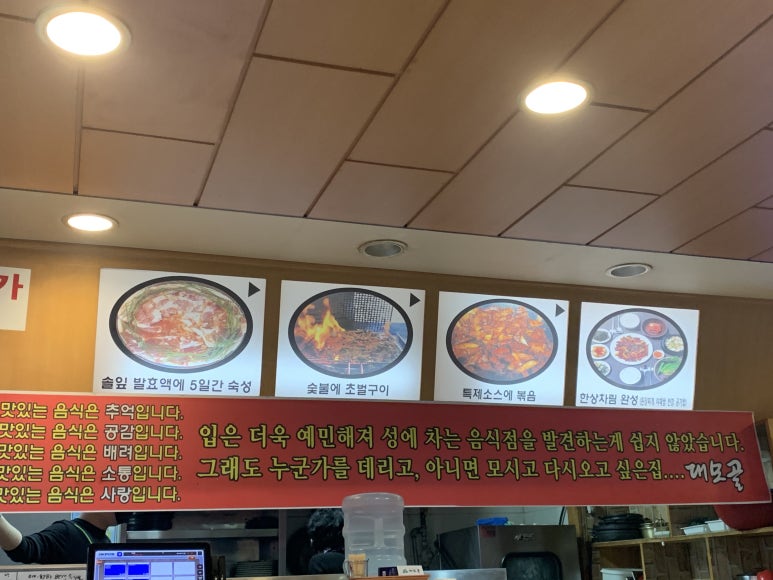 가
솔잎 발효액에 5일간 숙성
숯불에 초벌구이
특제소스에 볶음
한상차림 완성
맛있는 음식은 추억입니다.
맛있는 음식은 공감입니다.
맛있는 음식은 배려입니다.
맛있는 음식은 소통입니다.
맛있는 음식은 사랑입니다.
입은 더욱 예민해져 성에 차는 음식점을 발견하는게 쉽지 않았습니다.
그래도 누군가를 데리고, 아니면 모시고 다시오고 싶은집.... 대모골